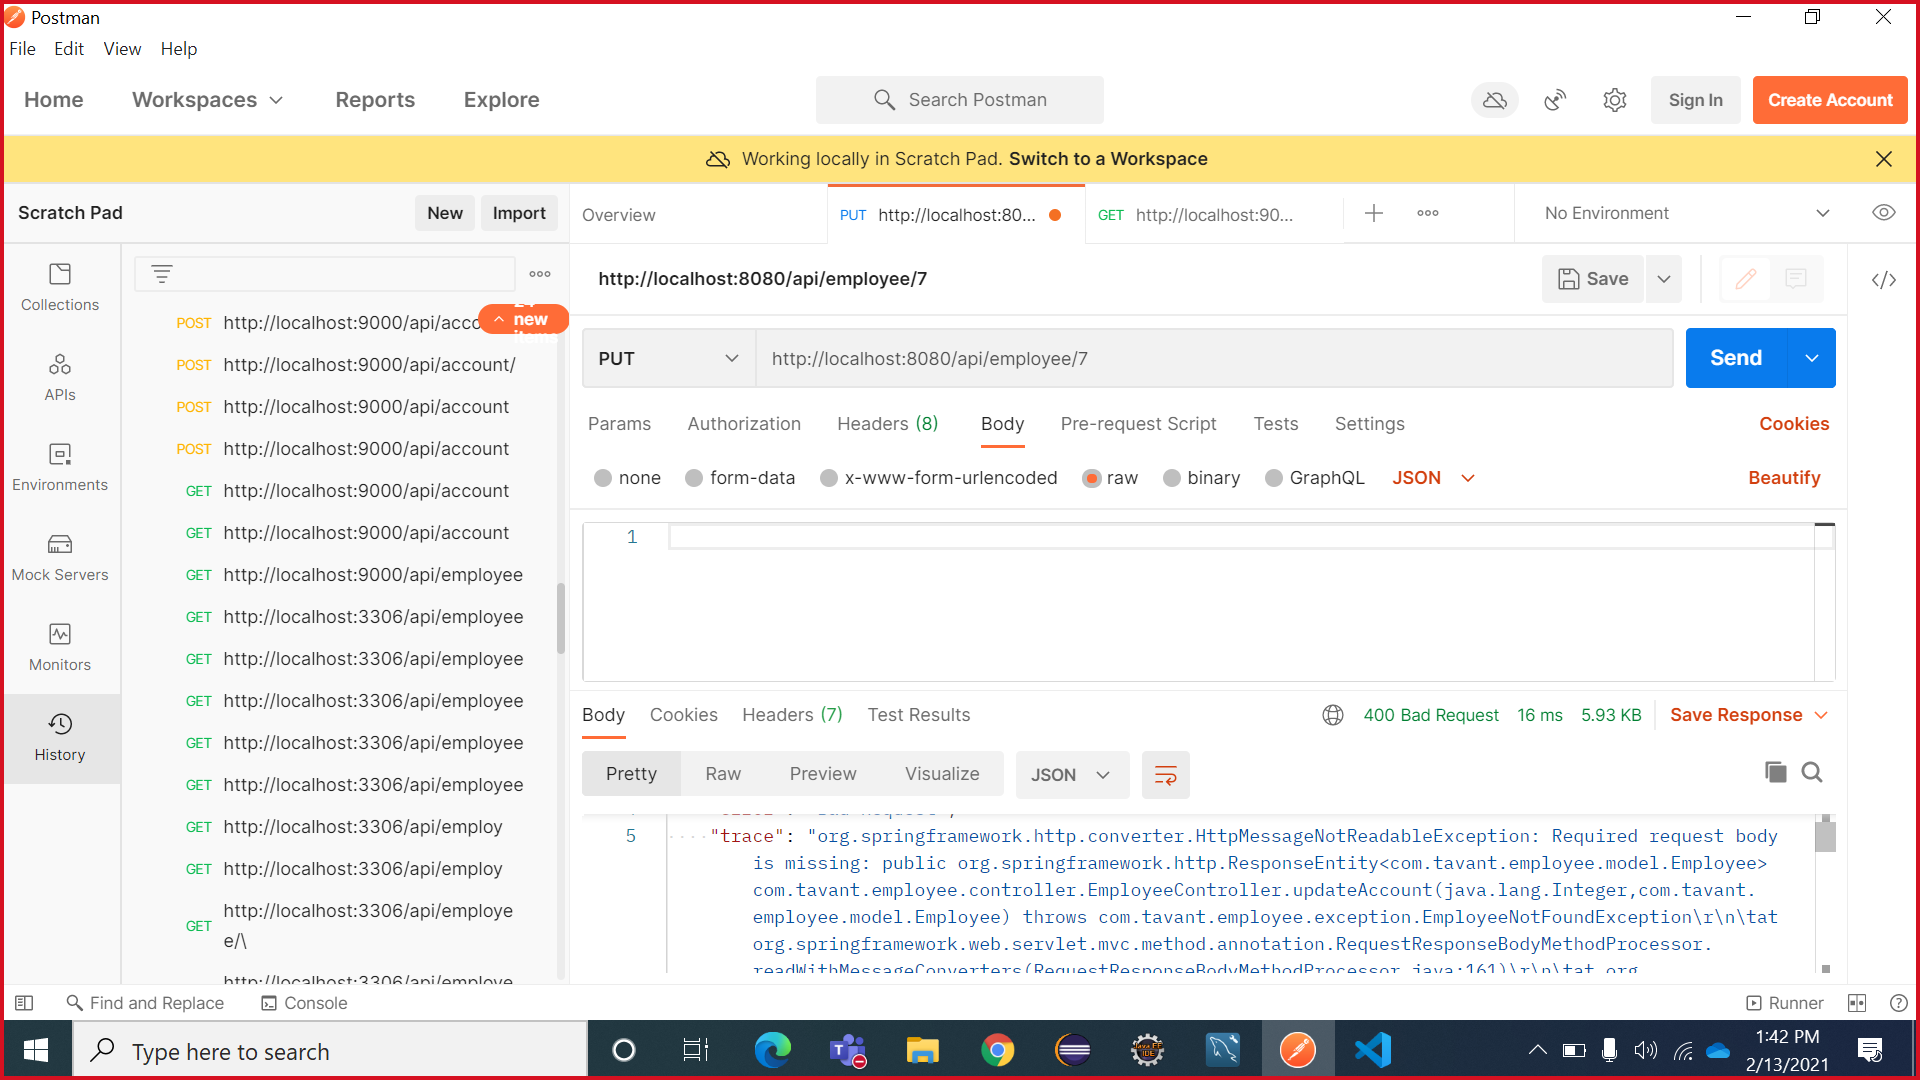 Postman
File Edit View Help
Home Workspaces Reports Explore
Search Postman
Sign In
Create Account
Working locally in Scratch Pad. Switch to a Workspace
Scratch Pad
New Import
Overview
PUT http://localhost:80...
GET http://localhost:90...
No Environment
Collections
APIs
Environments
Mock Servers
Monitors
History
new
items
POST http://localhost:9000/api/acco
POST http://localhost:9000/api/account/
POST http://localhost:9000/api/account
POST http://localhost:9000/api/account
GET http://localhost:9000/api/account
GET http://localhost:9000/api/account
GET http://localhost:9000/api/employee
GET http://localhost:3306/api/employee
GET http://localhost:3306/api/employee
GET http://localhost:3306/api/employee
GET http://localhost:3306/api/employee
GET http://localhost:3306/api/employee
GET http://localhost:3306/api/employ
GET http://localhost:3306/api/employ
GET http://localhost:3306/api/employe
e/\
http://localhost:3306/api/employe
http://localhost:8080/api/employee/7
Save
</>
PUT http://localhost:8080/api/employee/7
Send
Params Authorization Headers (8) Body Pre-request Script Tests Settings Cookies
none form-data x-www-form-urlencoded raw binary GraphQL JSON Beautify
1
Body Cookies Headers (7) Test Results
400 Bad Request 16 ms 5.93 KB Save Response
Pretty Raw Preview Visualize JSON
5 "trace": "org.springframework.http.converter.HttpMessageNotReadableException: Required request body
is missing: public org.springframework.http.ResponseEntity<com.tavant.employee.model.Employee>
com.tavant.employee.controller.EmployeeController.updateAccount(java.lang.Integer,com.tavant.
employee.model.Employee) throws com.tavant.employee.exception.EmployeeNotFoundException\r\n\tat
org.springframework.web.servlet.mvc.method.annotation.RequestResponseBodyMethodProcessor.
readWithMessageConverters(RequestResponseBodyMethodProcessor.java:161)\r\n\tat org.
Find and Replace Console
Runner
Type here to search
1:42 PM
2/13/2021